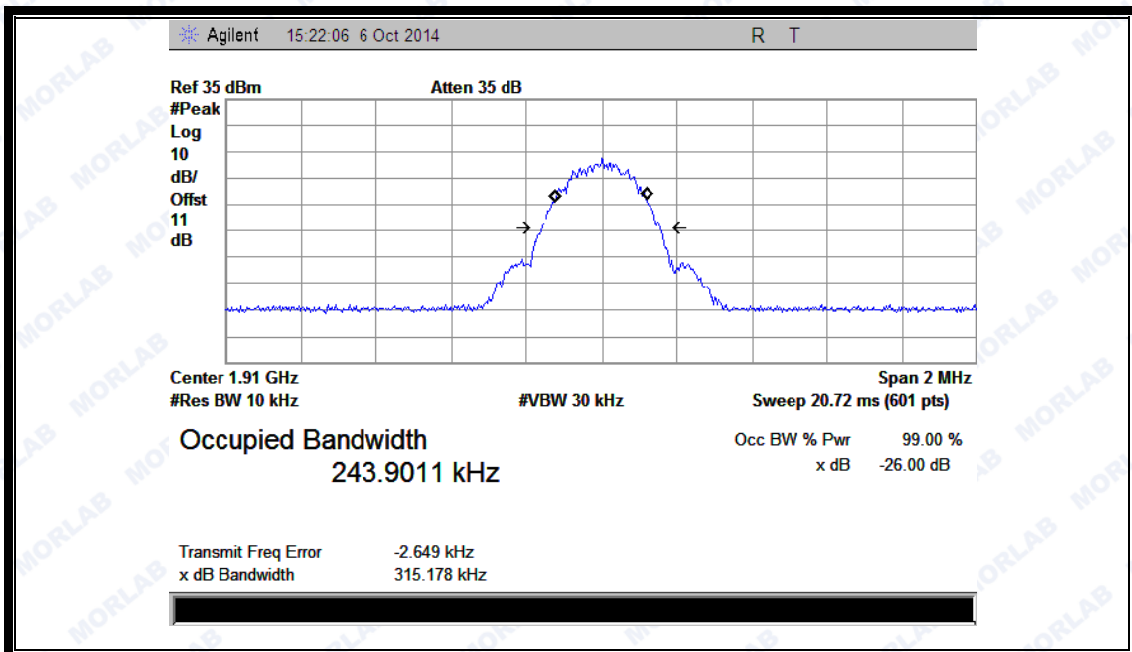 Agilent 15:22:06 6 Oct 2014 R T
Ref 35 dBm Atten 35 dB
#Peak
Log
10
dB/
Offst
11
dB
Center 1.91 GHz Span 2 MHz
#Res BW 10 kHz #VBW 30 kHz Sweep 20.72 ms (601 pts)
Occupied Bandwidth Occ BW % Pwr 99.00 %
243.9011 kHz x dB -26.00 dB
Transmit Freq Error -2.649 kHz
x dB Bandwidth 315.178 kHz
MORLAB